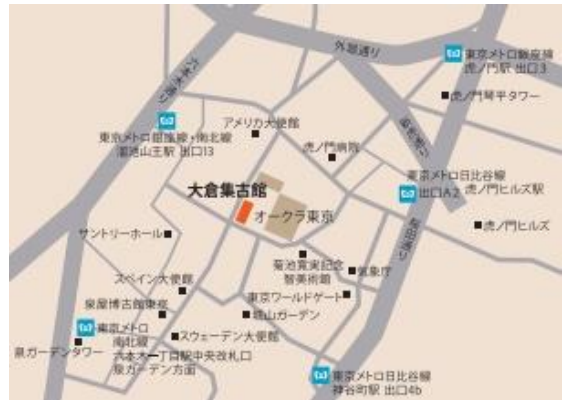 外堀通り
六本木通り
東京メトロ銀座線
虎ノ門駅 出口3
虎ノ門琴平タワー
愛宕通り
アメリカ大使館
東京メトロ銀座線・南北線
溜池山王駅 出口13
虎ノ門病院
東京メトロ日比谷線
出口A2 虎ノ門ヒルズ駅
大倉集古館
オークラ東京
桜田通り
虎ノ門ヒルズ
サントリーホール
菊池寛実記念
智美術館
気象庁
スペイン大使館
東京ワールドゲート
泉屋博古館東京
城山ガーデン
東京メトロ
南北線
六本木一丁目駅中央改札口
泉ガーデン方面
スウェーデン大使館
泉ガーデンタワー
東京メトロ日比谷線
神谷町駅 出口4b